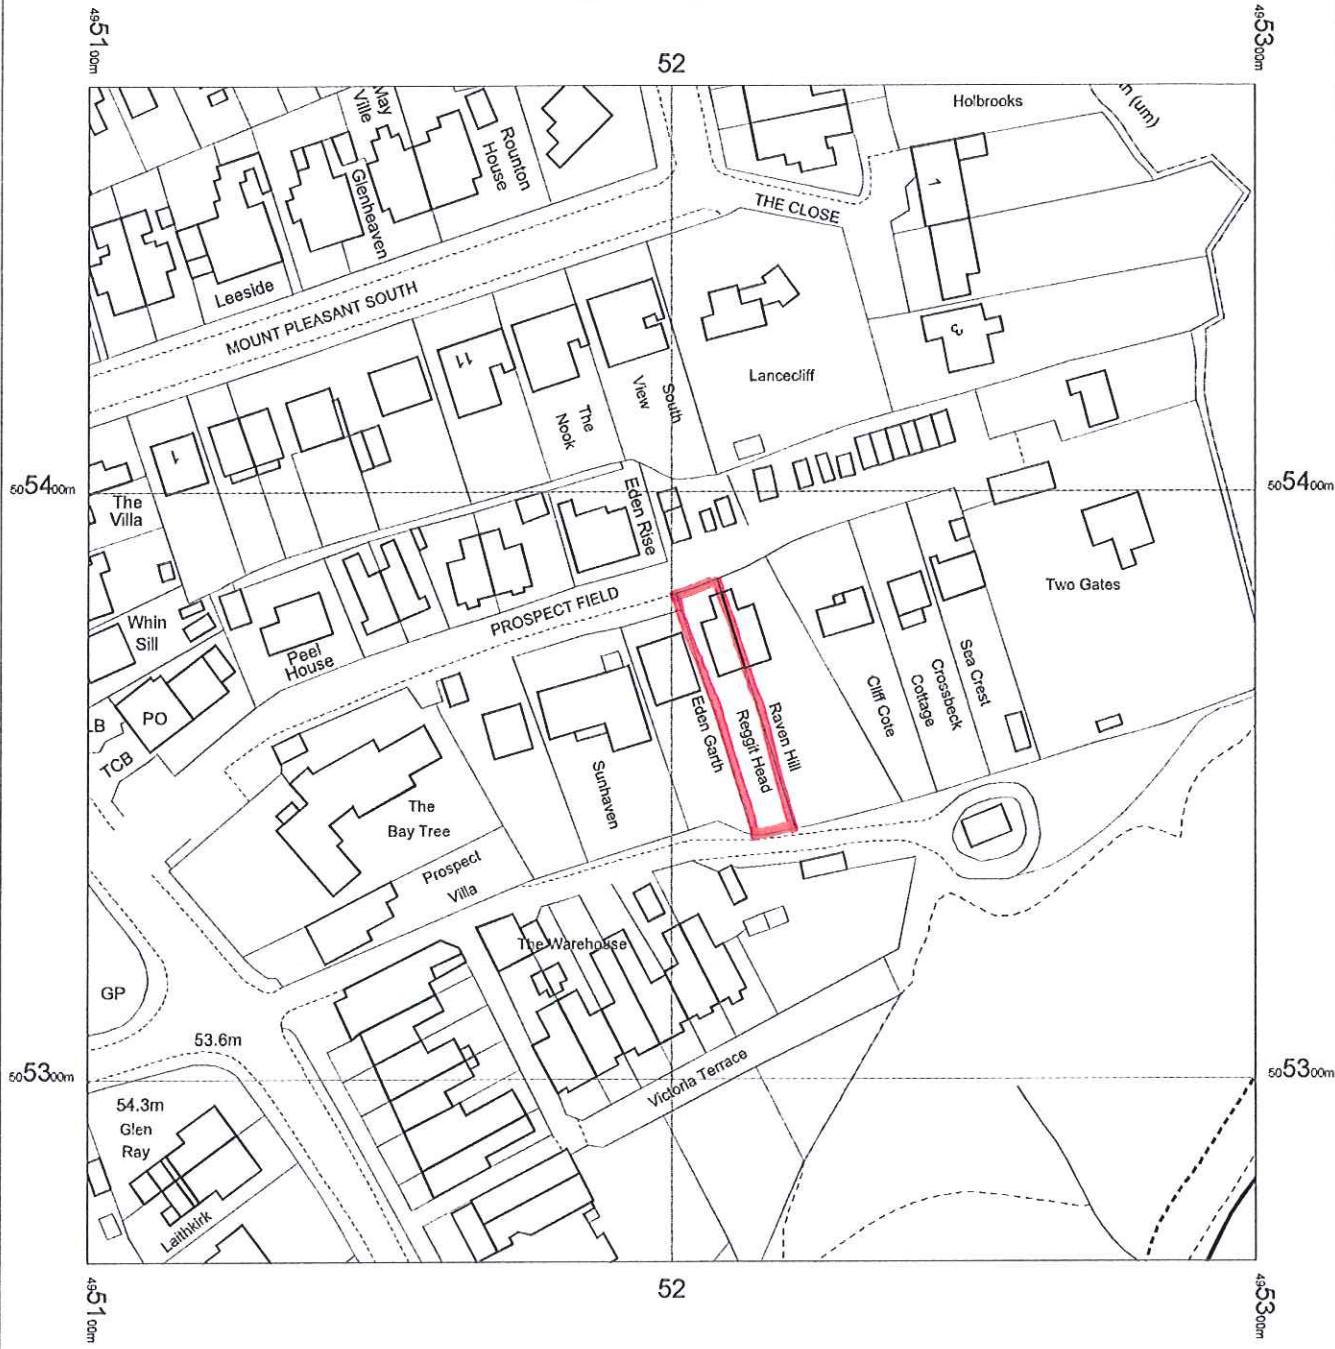 495100m
52
495300m
Holbrooks
May
Ville
Rounton
House
Glenheaven
1
THE CLOSE
Leeside
MOUNT PLEASANT SOUTH
3
11
Lancecliff
South
View
The
Nook
1
505400m
505400m
The
Villa
Eden Rise
Two Gates
PROSPECT FIELD
Whin
Sill
Peel
House
Sea Crest
Crossbeck
Cottage
Cliff Cote
Raven Hill
Reggit Head
Eden Garth
LB
PO
TCB
Sunhaven
The
Bay Tree
Prospect
Villa
The Warehouse
GP
53.6m
Victoria Terrace
505300m
505300m
54.3m
Glen
Ray
Laithkirk
495100m
52
495300m